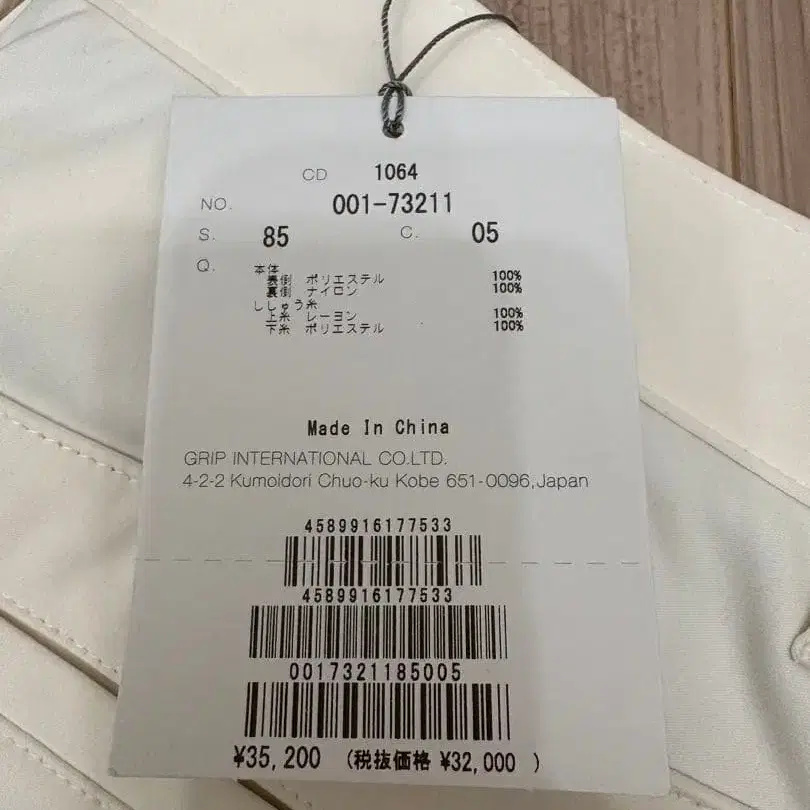 CD 1064
NO. 001-73211
S. 85 C. 05
Q. 本体
表側 ポリエステル 100%
裏側 ナイロン 100%
ししゅう糸
上糸 レーヨン 100%
下糸 ポリエステル 100%
Made In China
GRIP INTERNATIONAL CO.LTD.
4-2-2 Kumoidori Chuo-ku Kobe 651-0096,Japan
4589916177533
4589916177533
0017321185005
¥35,200 (税抜価格 ¥32,000 )